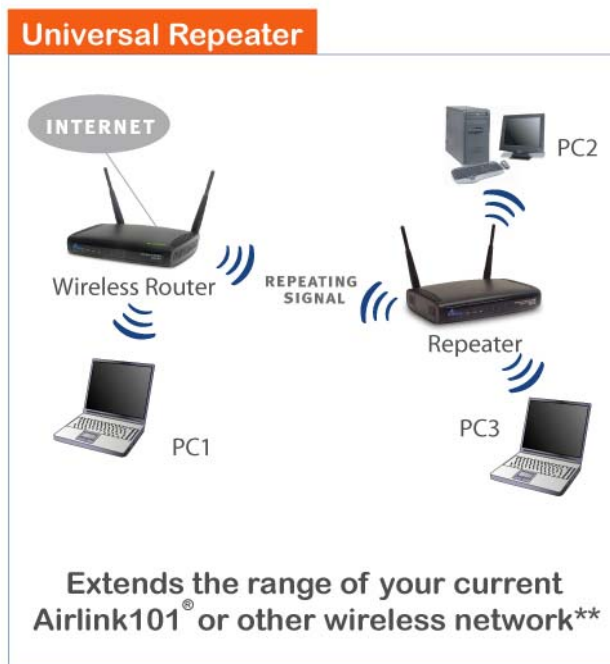 Universal Repeater
INTERNET
PC2
Wireless Router
REPEATING
SIGNAL
Repeater
PC1
PC3
Extends the range of your current
Airlink101® or other wireless network**